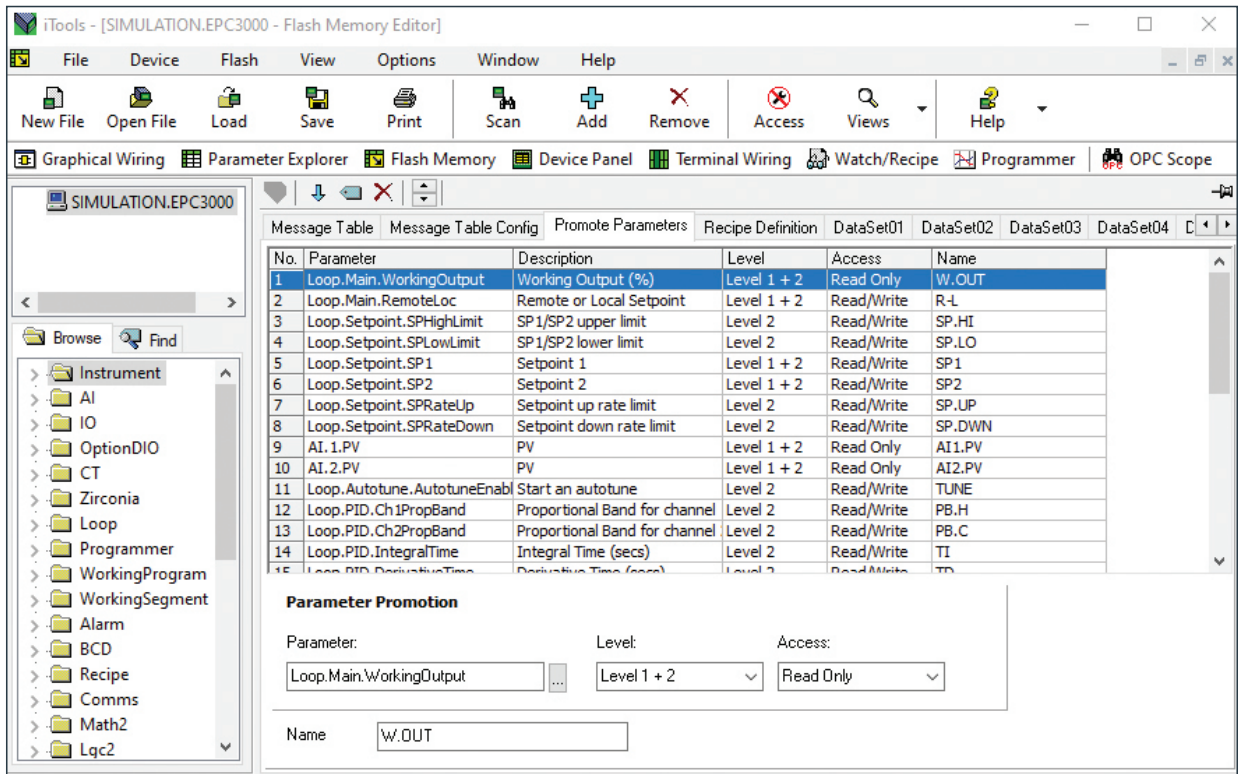 iTools - [SIMULATION.EPC3000 - Flash Memory Editor]
File Device Flash View Options Window Help
New File Open File Load Save Print Scan Add Remove Access Views Help
Graphical Wiring Parameter Explorer Flash Memory Device Panel Terminal Wiring Watch/Recipe Programmer OPC Scope
SIMULATION.EPC3000
Browse Find
Instrument
AI
IO
OptionDIO
CT
Zirconia
Loop
Programmer
WorkingProgram
WorkingSegment
Alarm
BCD
Recipe
Comms
Math2
Lgc2
Message Table Message Table Config Promote Parameters Recipe Definition DataSet01 DataSet02 DataSet03 DataSet04 D
No. Parameter Description Level Access Name
1 Loop.Main.WorkingOutput Working Output (%) Level 1 + 2 Read Only W.OUT
2 Loop.Main.RemoteLoc Remote or Local Setpoint Level 1 + 2 Read/Write R-L
3 Loop.Setpoint.SPHighLimit SP1/SP2 upper limit Level 2 Read/Write SP.HI
4 Loop.Setpoint.SPLowLimit SP1/SP2 lower limit Level 2 Read/Write SP.LO
5 Loop.Setpoint.SP1 Setpoint 1 Level 1 + 2 Read/Write SP1
6 Loop.Setpoint.SP2 Setpoint 2 Level 1 + 2 Read/Write SP2
7 Loop.Setpoint.SPRateUp Setpoint up rate limit Level 2 Read/Write SP.UP
8 Loop.Setpoint.SPRateDown Setpoint down rate limit Level 2 Read/Write SP.DWN
9 AI.1.PV PV Level 1 + 2 Read Only AI1.PV
10 AI.2.PV PV Level 1 + 2 Read Only AI2.PV
11 Loop.Autotune.AutotuneEnabl Start an autotune Level 2 Read/Write TUNE
12 Loop.PID.Ch1PropBand Proportional Band for channel Level 2 Read/Write PB.H
13 Loop.PID.Ch2PropBand Proportional Band for channel Level 2 Read/Write PB.C
14 Loop.PID.IntegralTime Integral Time (secs) Level 2 Read/Write TI
15 Loop.PID.DerivativeTime Derivative Time (secs) Level 2 Read/Write TD
Parameter Promotion
Parameter: Level: Access:
Loop.Main.WorkingOutput ... Level 1 + 2 Read Only
Name W.OUT